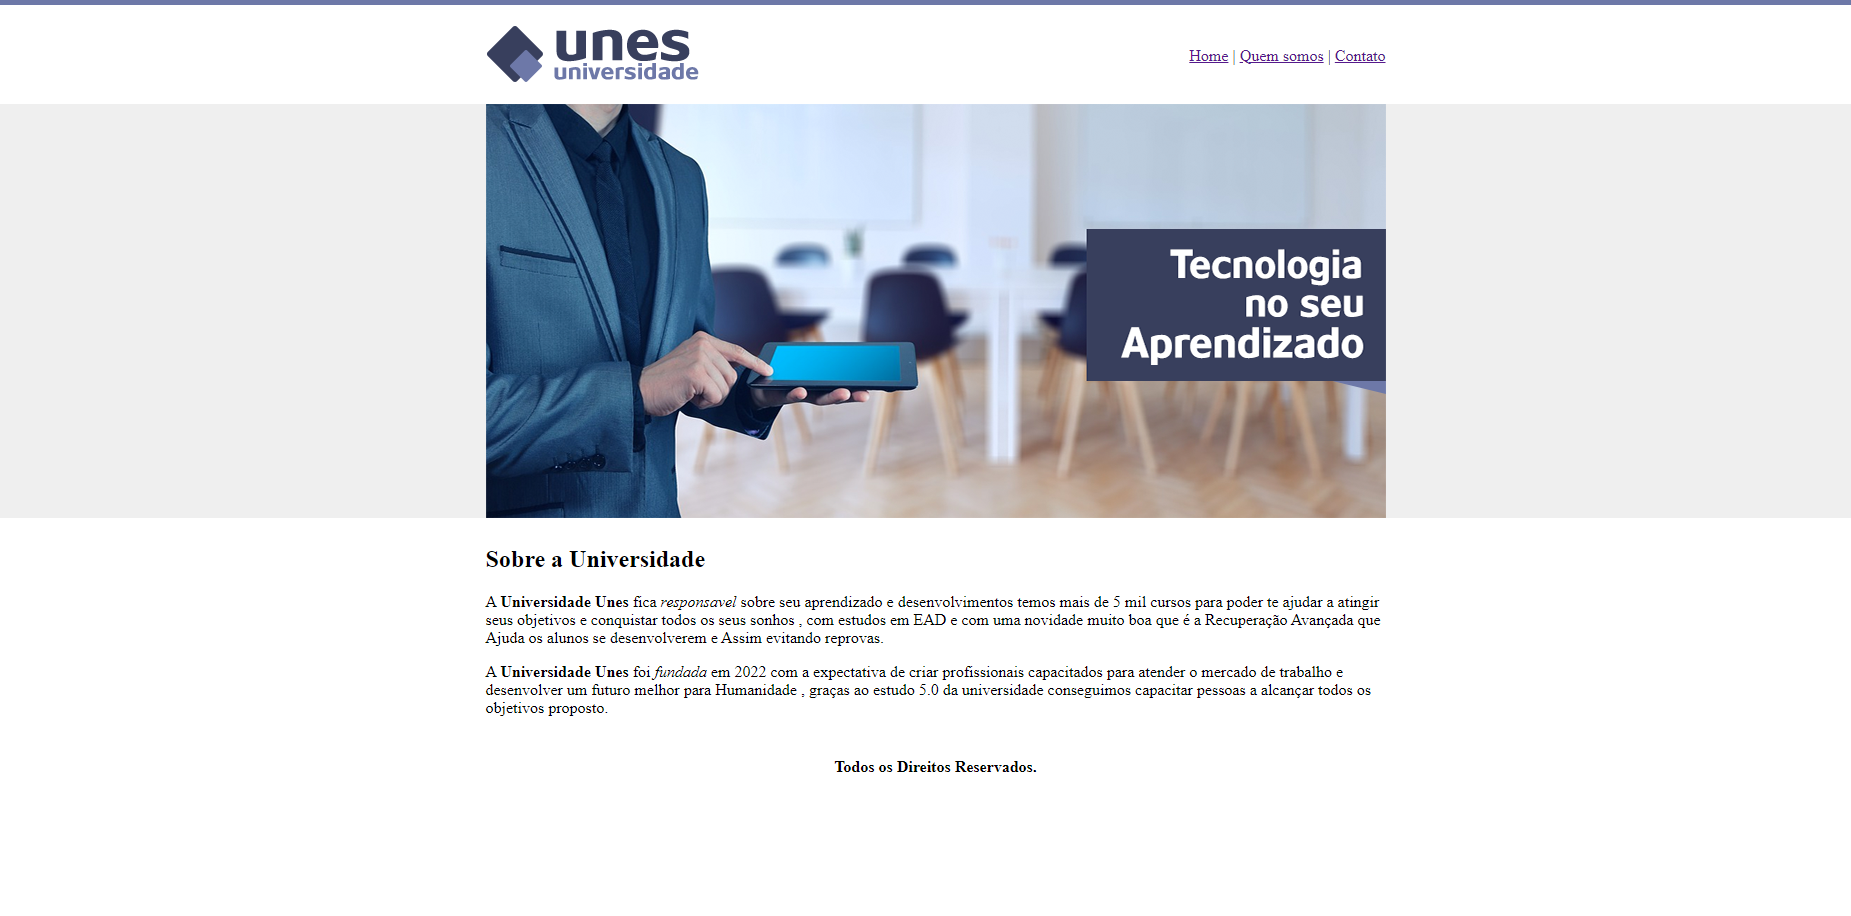 unes
universidade
Home | Quem somos | Contato
Tecnologia
no seu
Aprendizado
Sobre a Universidade
A Universidade Unes fica responsavel sobre seu aprendizado e desenvolvimentos temos mais de 5 mil cursos para poder te ajudar a atingir
seus objetivos e conquistar todos os seus sonhos , com estudos em EAD e com uma novidade muito boa que é a Recuperação Avançada que
Ajuda os alunos se desenvolverem e Assim evitando reprovas.
A Universidade Unes foi fundada em 2022 com a expectativa de criar profissionais capacitados para atender o mercado de trabalho e
desenvolver um futuro melhor para Humanidade , graças ao estudo 5.0 da universidade conseguimos capacitar pessoas a alcançar todos os
objetivos proposto.
Todos os Direitos Reservados.